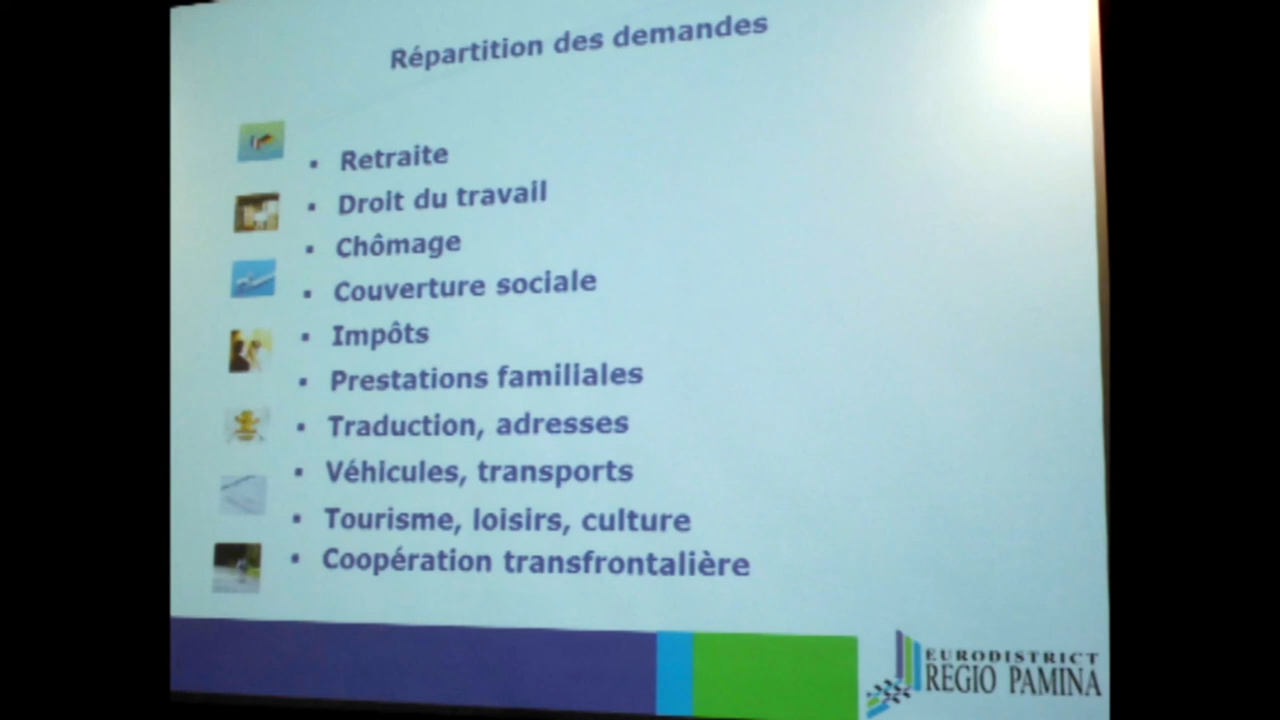 Répartition des demandes
▪ Retraite
▪ Droit du travail
▪ Chômage
▪ Couverture sociale
▪ Impôts
▪ Prestations familiales
▪ Traduction, adresses
▪ Véhicules, transports
▪ Tourisme, loisirs, culture
▪ Coopération transfrontalière
EURODISTRICT
REGIO PAMINA